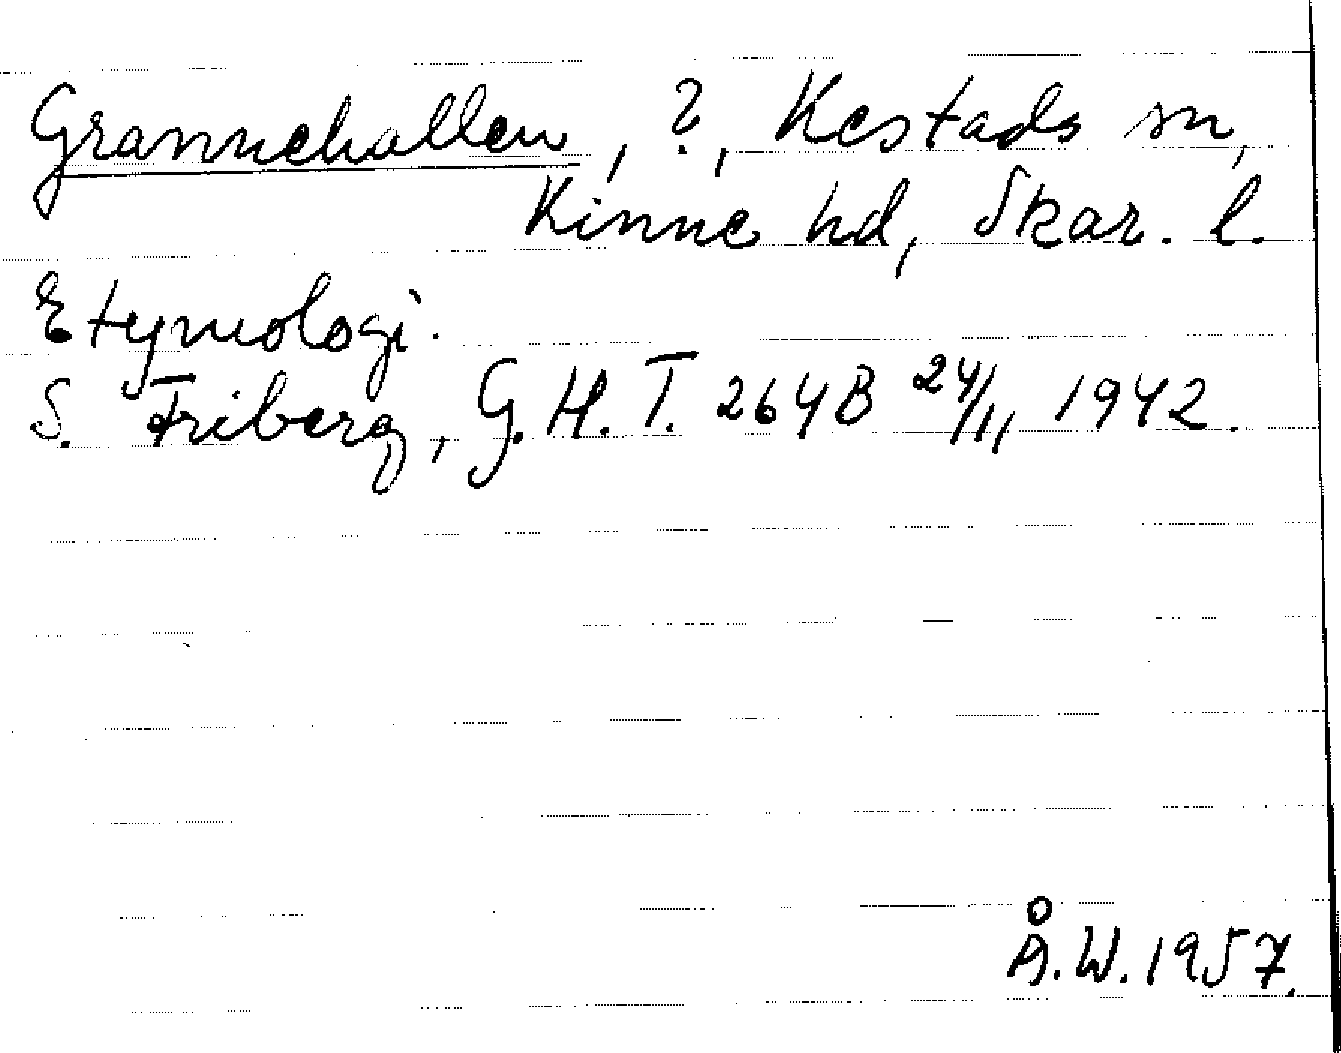 Grannehallen, ?, Kestads sn,
Kinne hd, Skar. l.
Etymologi.
S. Friberg, G.H.T. 264B 24/11, 1942.
Å.W. 1957.